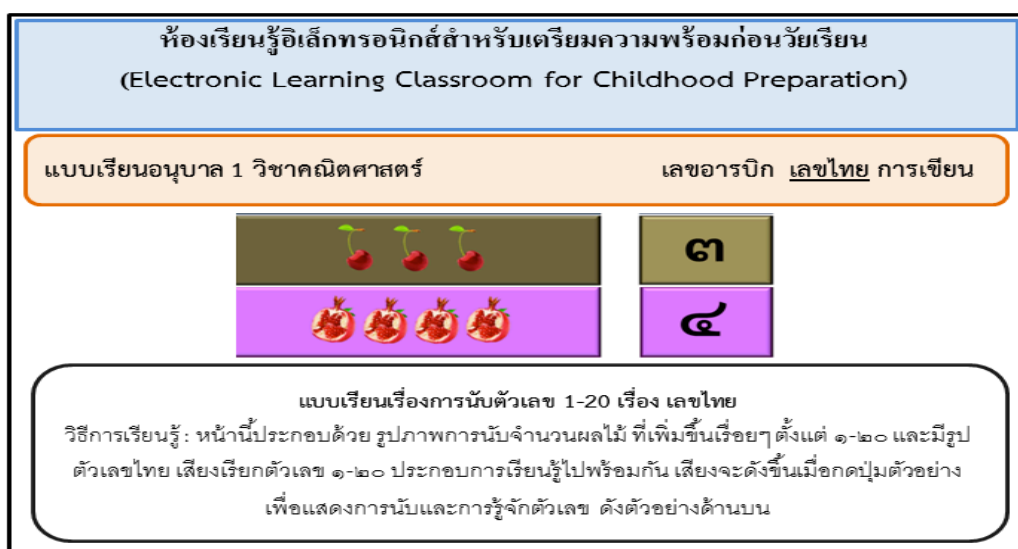 ห้องเรียนรู้อิเล็กทรอนิกส์สำหรับเตรียมความพร้อมก่อนวัยเรียน
(Electronic Learning Classroom for Childhood Preparation)
แบบเรียนอนุบาล 1 วิชาคณิตศาสตร์ เลขอารบิก เลขไทย การเขียน
๓
๔
แบบเรียนเรื่องการนับตัวเลข 1-20 เรื่อง เลขไทย
วิธีการเรียนรู้ : หน้านี้ประกอบด้วย รูปภาพการนับจำนวนผลไม้ ที่เพิ่มขึ้นเรื่อยๆ ตั้งแต่ ๑-๒๐ และมีรูป
ตัวเลขไทย เสียงเรียกตัวเลข ๑-๒๐ ประกอบการเรียนรู้ไปพร้อมกัน เสียงจะดังขึ้นเมื่อกดปุ่มตัวอย่าง
เพื่อแสดงการนับและการรู้จักตัวเลข ดังตัวอย่างด้านบน